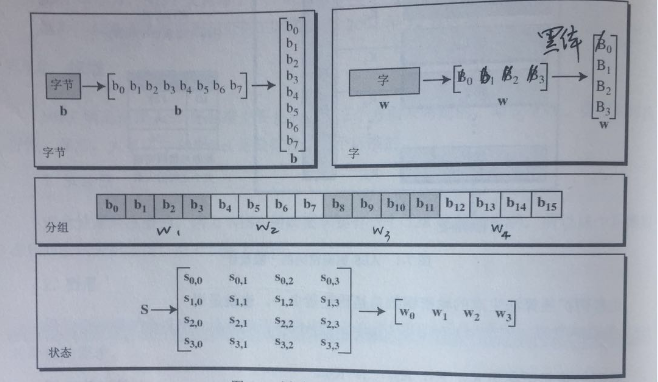 字节 → [b0 b1 b2 b3 b4 b5 b6 b7] →
b0
b1
b2
b3
b4
b5
b6
b7
b
b
b
字节
黑体
字 → [B0 B1 B2 B3] →
B0
B1
B2
B3
w
w
w
字
b0 b1 b2 b3 b4 b5 b6 b7 b8 b9 b10 b11 b12 b13 b14 b15
分组
W1 W2 W3 W4
S →
s0,0 s0,1 s0,2 s0,3
s1,0 s1,1 s1,2 s1,3
s2,0 s2,1 s2,2 s2,3
s3,0 s3,1 s3,2 s3,3
→ [w0 w1 w2 w3]
状态